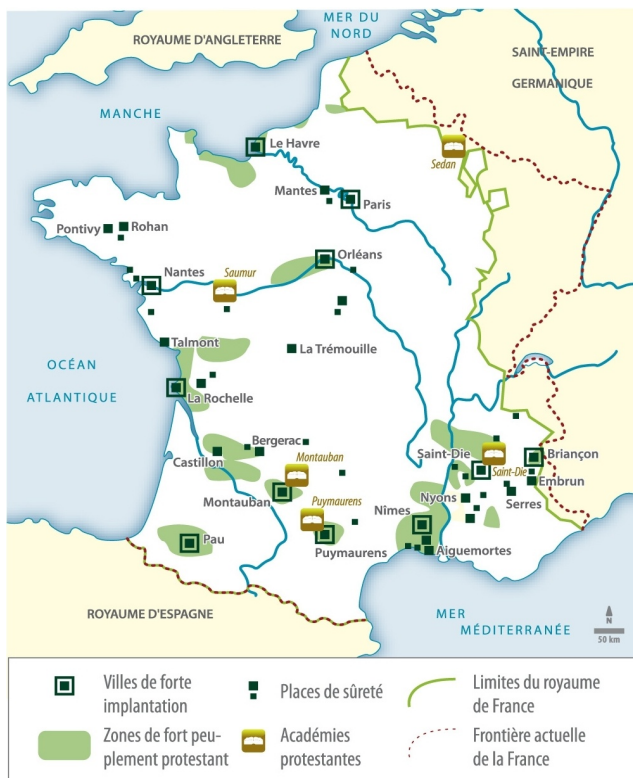 MER DU
NORD
ROYAUME D'ANGLETERRE
SAINT-EMPIRE
GERMANIQUE
MANCHE
Le Havre
Sedan
Mantes
Paris
Pontivy
Rohan
Orléans
Nantes
Saumur
Talmont
La Trémouille
OCÉAN
ATLANTIQUE
La Rochelle
Bergerac
Castillon
Montauban
Montauban
Saint-Die
Saint-Die
Briançon
Embrun
Serres
Nyons
Puymaurens
Nîmes
Pau
Puymaurens
Aiguemortes
ROYAUME D'ESPAGNE
MER
MÉDITERRANÉE
N
50 km
Villes de forte
implantation
Places de sûreté
Limites du royaume
de France
Zones de fort peu-
plement protestant
Académies
protestantes
Frontière actuelle
de la France